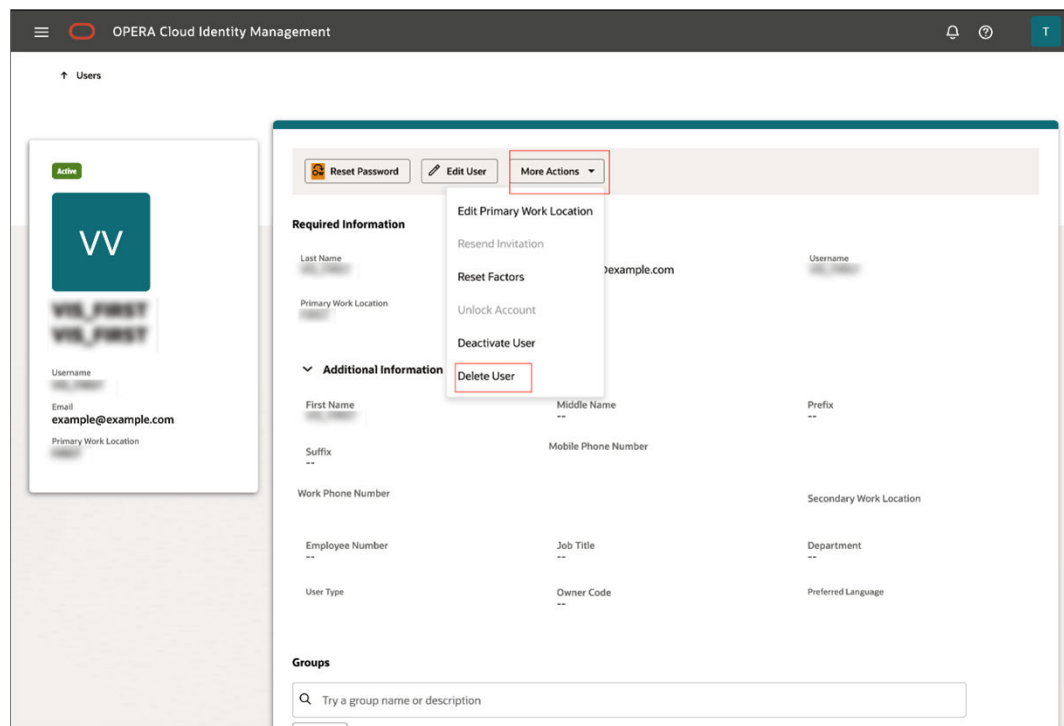 OPERA Cloud Identity Management
T
↑ Users
Active
VV
VIS_FIRST
VIS_FIRST
Username
Email
example@example.com
Primary Work Location
Reset Password
Edit User
More Actions
Edit Primary Work Location
Resend Invitation
Reset Factors
Unlock Account
Deactivate User
Delete User
Required Information
Last Name
example.com
Username
Primary Work Location
Additional Information
First Name
Middle Name
--
Prefix
--
Suffix
--
Mobile Phone Number
Work Phone Number
Secondary Work Location
Employee Number
--
Job Title
--
Department
--
User Type
Owner Code
--
Preferred Language
Groups
Try a group name or description